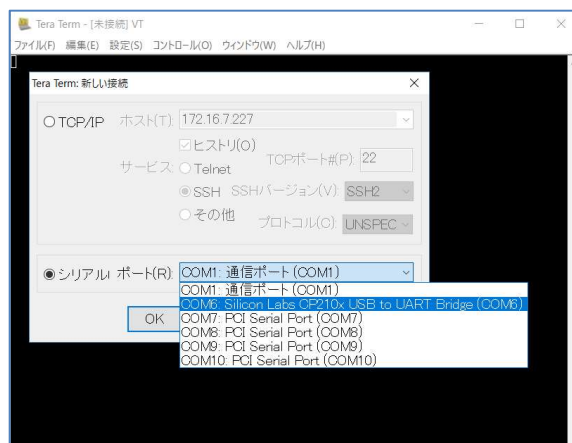 Tera Term - [未接続] VT
ファイル(F) 編集(E) 設定(S) コントロール(O) ウィンドウ(W) ヘルプ(H)
Tera Term: 新しい接続
TCP/IP ホスト(T): 172.16.7.227
ヒストリ(O)
サービス: Telnet TCPポート#(P): 22
SSH SSHバージョン(V): SSH2
その他 プロトコル(C): UNSPEC
シリアル ポート(R): COM1: 通信ポート (COM1)
COM1: 通信ポート (COM1)
COM6: Silicon Labs CP210x USB to UART Bridge (COM6)
COM7: PCI Serial Port (COM7)
COM8: PCI Serial Port (COM8)
COM9: PCI Serial Port (COM9)
COM10: PCI Serial Port (COM10)
OK